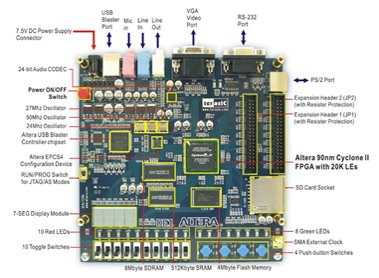 7.5V DC Power Supply
Connector
USB
Blaster
Port
Mic
in
Line
In
Line
Out
VGA
Video
Port
RS-232
Port
24-bit Audio CODEC
PS/2 Port
Power ON/OFF
Switch
terasIC
Expansion Header 2 (JP2)
(with Resister Protection)
27Mhz Oscillator
50Mhz Oscillator
24Mhz Oscillator
Expansion Header 1 (JP1)
(with Resister Protection)
Altera USB Blaster
Controller chipset
Altera EPCS4
Configuration Device
Altera 90nm Cyclone II
FPGA with 20K LEs
RUN/PROG Switch
for JTAG/AS Modes
SD Card Socket
7-SEG Display Module
10 Red LEDs
ALTERA
8 Green LEDs
SMA External Clock
10 Toggle Switches
4 Push-button Switches
8Mbyte SDRAM
512Kbyte SRAM
4Mbyte Flash Memory